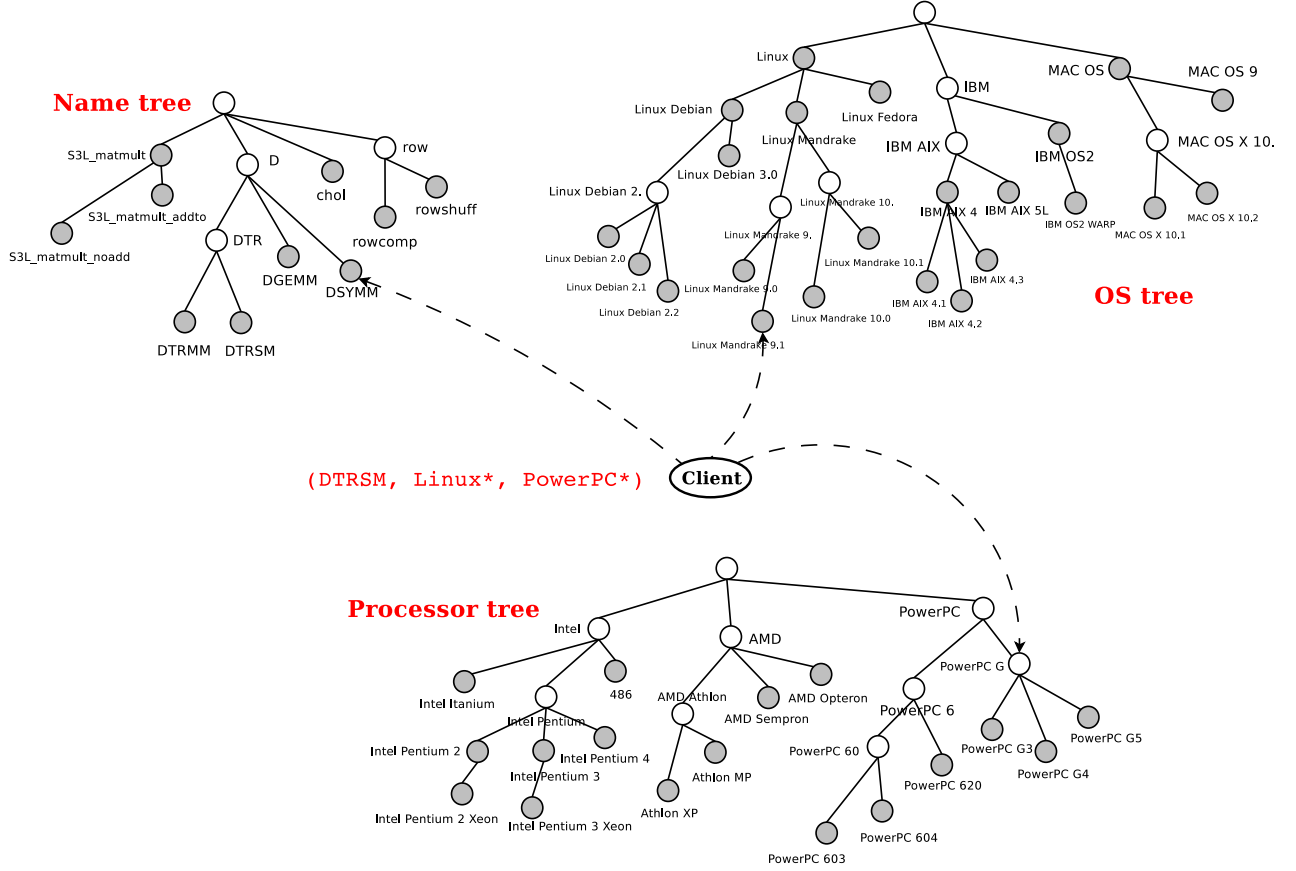 Name tree
S3L_matmult
D
row
chol
rowshuff
S3L_matmult_addto
rowcomp
DTR
S3L_matmult_noadd
DGEMM
DSYMM
DTRMM
DTRSM
Linux
IBM
MAC OS
MAC OS 9
Linux Debian
Linux Mandrake
Linux Fedora
IBM AIX
IBM OS2
MAC OS X 10.
Linux Debian 3.0
Linux Debian 2.
Linux Mandrake 10.
IBM AIX 4
IBM AIX 5L
IBM OS2 WARP
MAC OS X 10.2
MAC OS X 10.1
Linux Mandrake 9.
Linux Debian 2.0
Linux Mandrake 10.1
Linux Debian 2.1
Linux Mandrake 9.0
IBM AIX 4.3
IBM AIX 4.1
Linux Debian 2.2
Linux Mandrake 10.0
IBM AIX 4.2
Linux Mandrake 9.1
OS tree
(DTRSM, Linux*, PowerPC*)
Client
Processor tree
Intel
AMD
PowerPC
PowerPC G
486
Intel Itanium
AMD Athlon
AMD Opteron
AMD Sempron
PowerPC 6
Intel Pentium
Intel Pentium 2
Intel Pentium 4
Intel Pentium 3
Athlon MP
PowerPC 60
PowerPC G3
PowerPC G5
PowerPC G4
PowerPC 620
Intel Pentium 2 Xeon
Intel Pentium 3 Xeon
Athlon XP
PowerPC 604
PowerPC 603